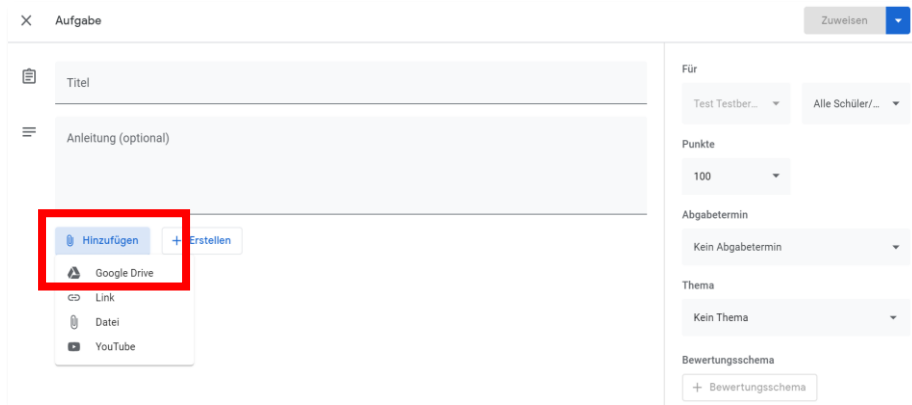 Aufgabe
Zuweisen
Titel
Anleitung (optional)
Hinzufügen
+ Erstellen
Google Drive
Link
Datei
YouTube
Für
Test Testber...
Alle Schüler/...
Punkte
100
Abgabetermin
Kein Abgabetermin
Thema
Kein Thema
Bewertungsschema
+ Bewertungsschema